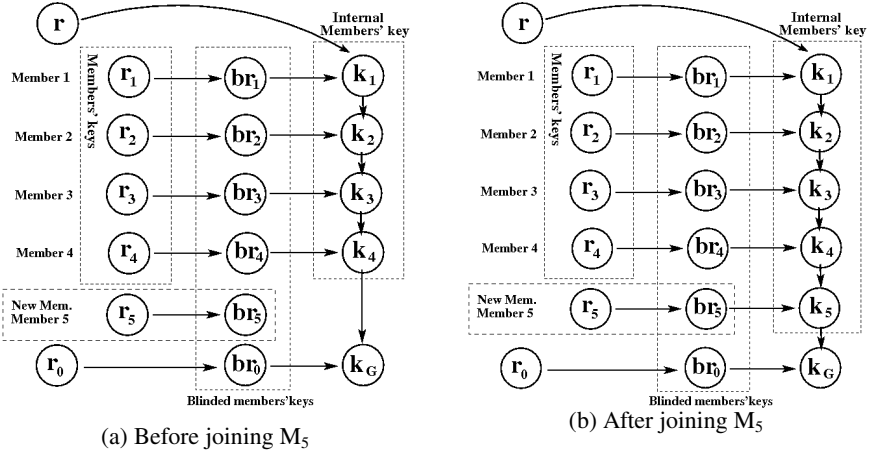 r
Internal
Members' key
Member 1
Members' keys
r1
br1
k1
Member 2
r2
br2
k2
Member 3
r3
br3
k3
Member 4
r4
br4
k4
New Mem.
Member 5
r5
br5
r0
br0
kG
Blinded members'keys
(a) Before joining M5
r
Internal
Members' key
Member 1
Members' keys
r1
br1
k1
Member 2
r2
br2
k2
Member 3
r3
br3
k3
Member 4
r4
br4
k4
New Mem.
Member 5
r5
br5
k5
r0
br0
kG
Blinded members'keys
(b) After joining M5